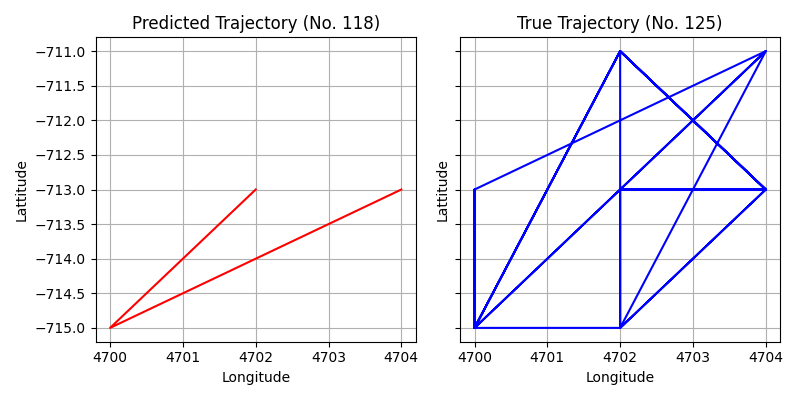 Predicted Trajectory (No. 118)
True Trajectory (No. 125)
−711.0
−711.5
−712.0
−712.5
−713.0
−713.5
−714.0
−714.5
−715.0
Lattitude
Lattitude
4700 4701 4702 4703 4704
4700 4701 4702 4703 4704
Longitude
Longitude